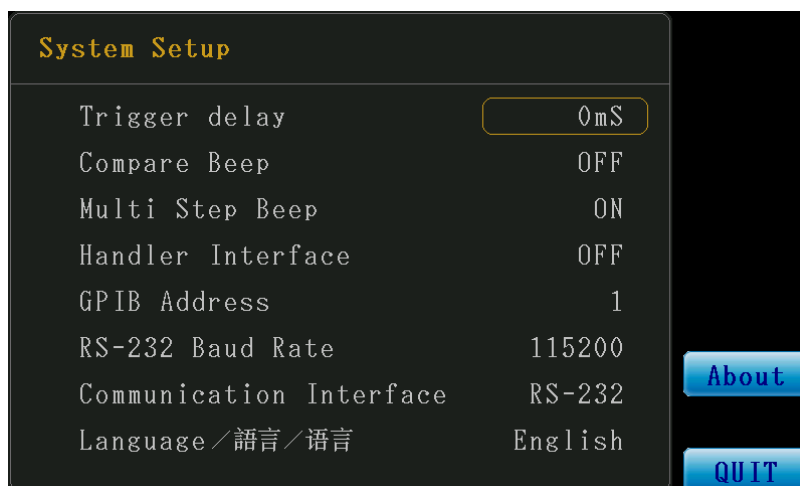 System Setup
Trigger delay 0mS
Compare Beep OFF
Multi Step Beep ON
Handler Interface OFF
GPIB Address 1
RS-232 Baud Rate 115200
Communication Interface RS-232
Language／語言／语言 English
About
QUIT